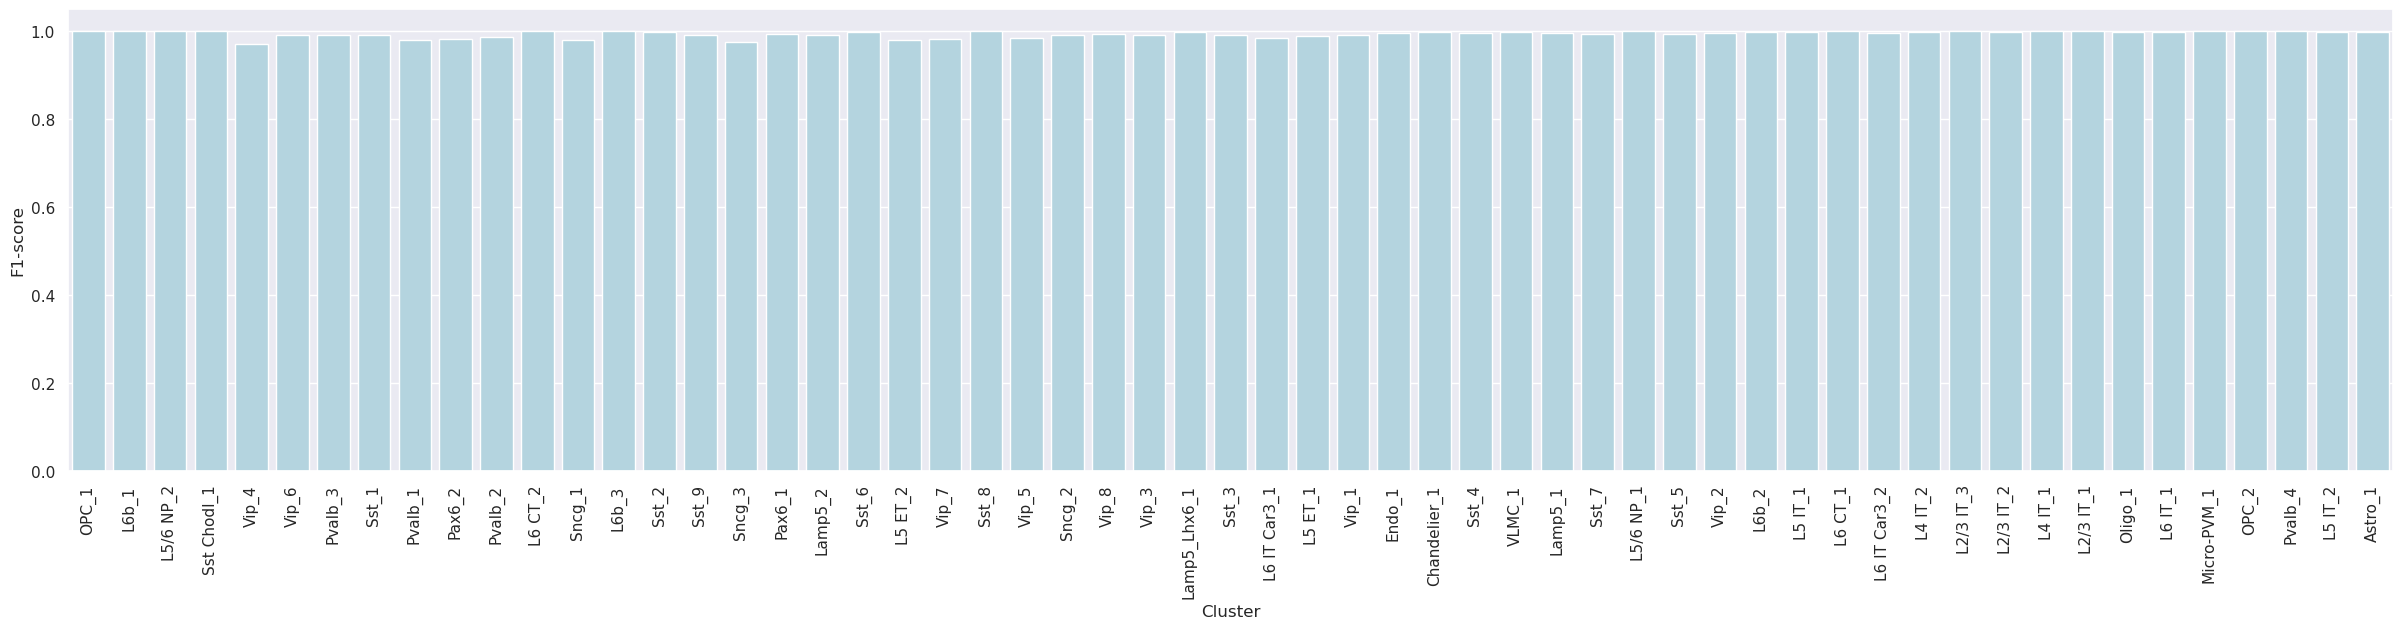 1.0
0.8
0.6
0.4
0.2
0.0
F1-score
OPC_1
L6b_1
L5/6 NP_2
Sst Chodl_1
Vip_4
Vip_6
Pvalb_3
Sst_1
Pvalb_1
Pax6_2
Pvalb_2
L6 CT_2
Sncg_1
L6b_3
Sst_2
Sst_9
Sncg_3
Pax6_1
Lamp5_2
Sst_6
L5 ET_2
Vip_7
Sst_8
Vip_5
Sncg_2
Vip_8
Vip_3
Lamp5_Lhx6_1
Sst_3
L6 IT Car3_1
L5 ET_1
Vip_1
Endo_1
Chandelier_1
Sst_4
VLMC_1
Lamp5_1
Sst_7
L5/6 NP_1
Sst_5
Vip_2
L6b_2
L5 IT_1
L6 CT_1
L6 IT Car3_2
L4 IT_2
L2/3 IT_3
L2/3 IT_2
L4 IT_1
L2/3 IT_1
Oligo_1
L6 IT_1
Micro-PVM_1
OPC_2
Pvalb_4
L5 IT_2
Astro_1
Cluster